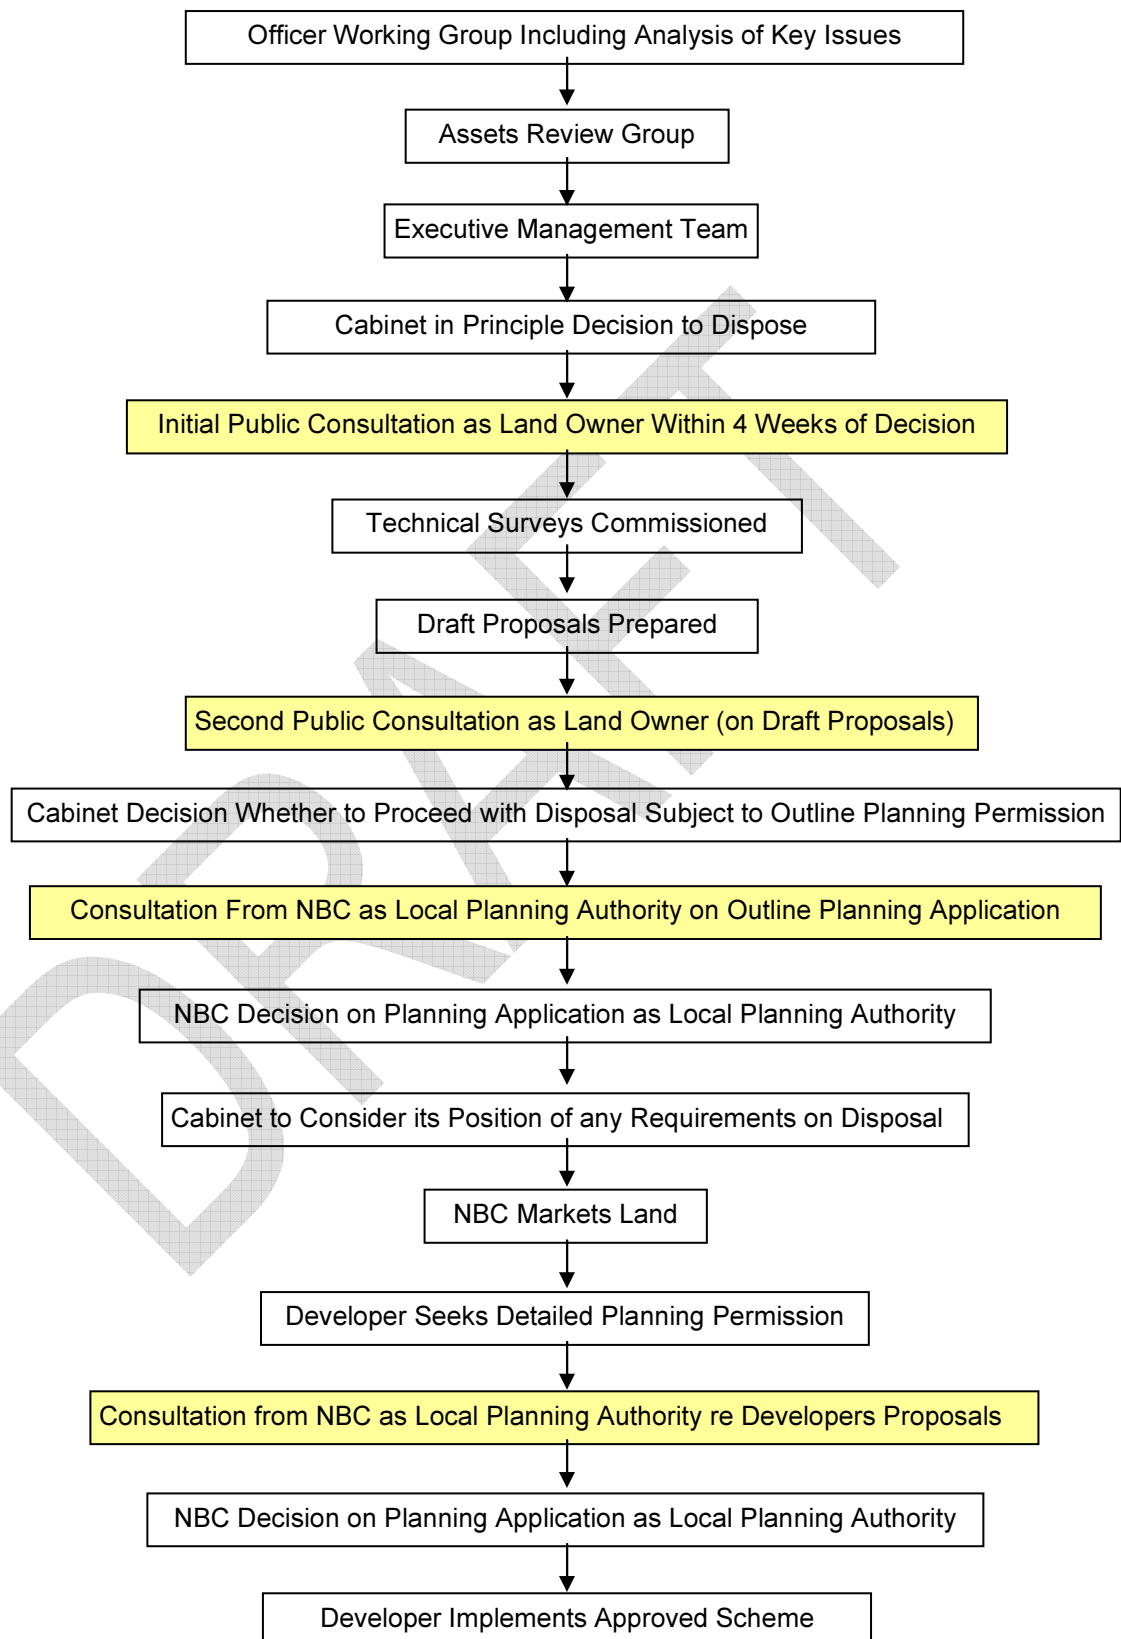 Officer Working Group Including Analysis of Key Issues
Assets Review Group
Executive Management Team
Cabinet in Principle Decision to Dispose
Initial Public Consultation as Land Owner Within 4 Weeks of Decision
Technical Surveys Commissioned
Draft Proposals Prepared
Second Public Consultation as Land Owner (on Draft Proposals)
Cabinet Decision Whether to Proceed with Disposal Subject to Outline Planning Permission
Consultation From NBC as Local Planning Authority on Outline Planning Application
NBC Decision on Planning Application as Local Planning Authority
Cabinet to Consider its Position of any Requirements on Disposal
NBC Markets Land
Developer Seeks Detailed Planning Permission
Consultation from NBC as Local Planning Authority re Developers Proposals
NBC Decision on Planning Application as Local Planning Authority
Developer Implements Approved Scheme
DRAFT